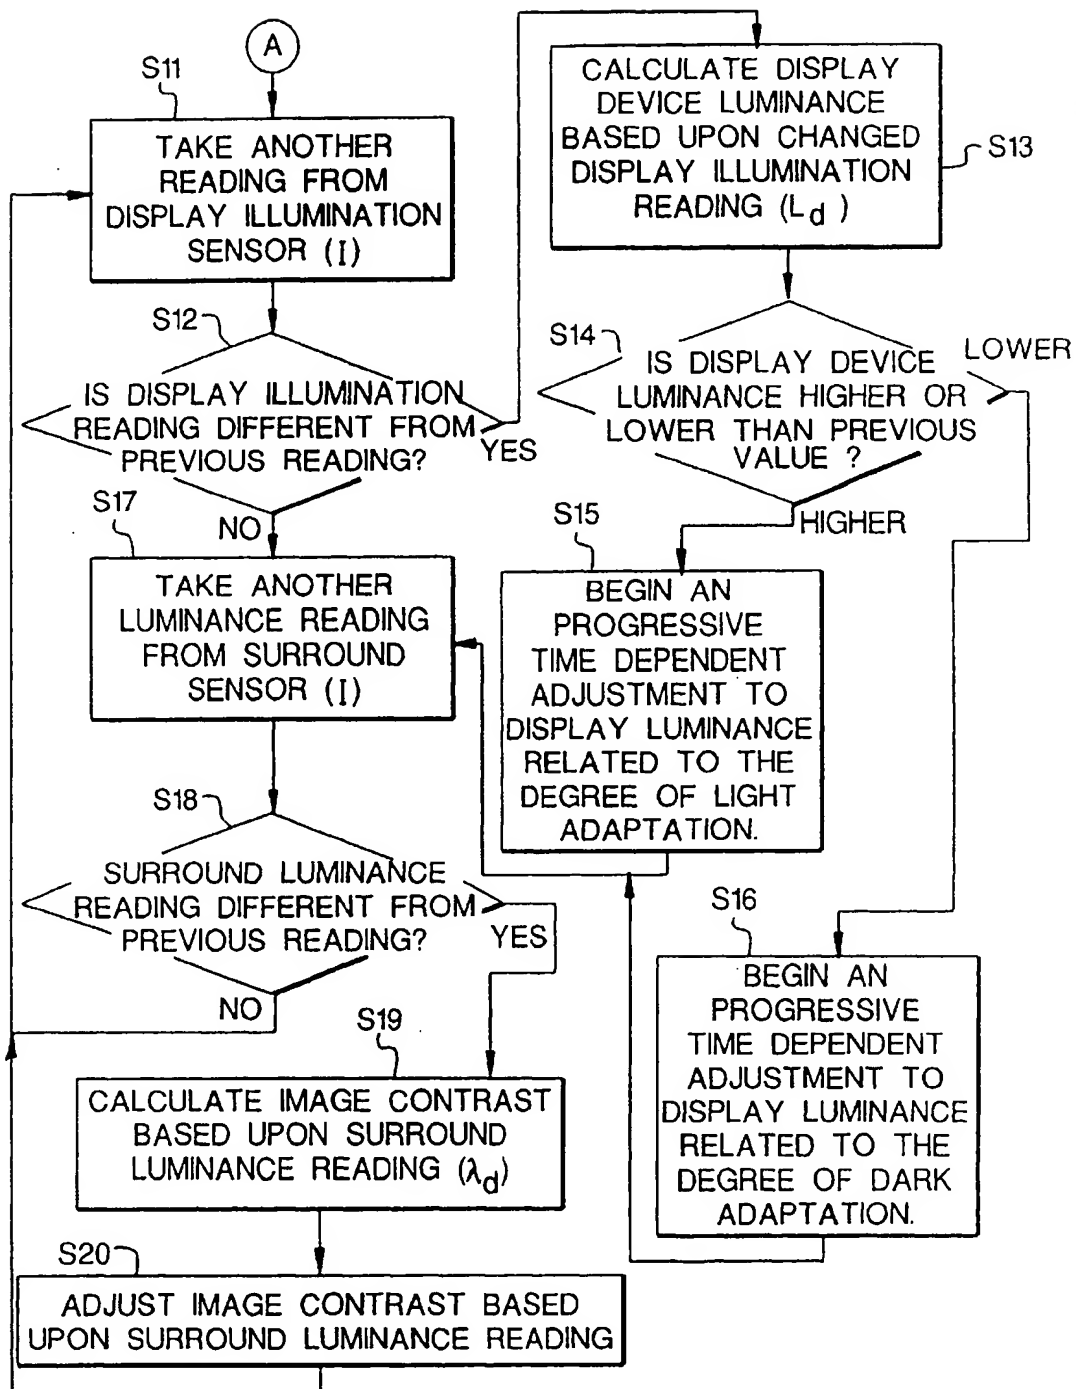 A
S11
TAKE ANOTHER
READING FROM
DISPLAY ILLUMINATION
SENSOR (I)
S12
IS DISPLAY ILLUMINATION
READING DIFFERENT FROM
PREVIOUS READING?
YES
NO
S13
CALCULATE DISPLAY
DEVICE LUMINANCE
BASED UPON CHANGED
DISPLAY ILLUMINATION
READING (Ld)
S14
IS DISPLAY DEVICE
LUMINANCE HIGHER OR
LOWER THAN PREVIOUS
VALUE ?
LOWER
HIGHER
S15
BEGIN AN
PROGRESSIVE
TIME DEPENDENT
ADJUSTMENT TO
DISPLAY LUMINANCE
RELATED TO THE
DEGREE OF LIGHT
ADAPTATION.
S16
BEGIN AN
PROGRESSIVE
TIME DEPENDENT
ADJUSTMENT TO
DISPLAY LUMINANCE
RELATED TO THE
DEGREE OF DARK
ADAPTATION.
S17
TAKE ANOTHER
LUMINANCE READING
FROM SURROUND
SENSOR (I)
S18
SURROUND LUMINANCE
READING DIFFERENT FROM
PREVIOUS READING?
YES
NO
S19
CALCULATE IMAGE CONTRAST
BASED UPON SURROUND
LUMINANCE READING (λd)
S20
ADJUST IMAGE CONTRAST BASED
UPON SURROUND LUMINANCE READING